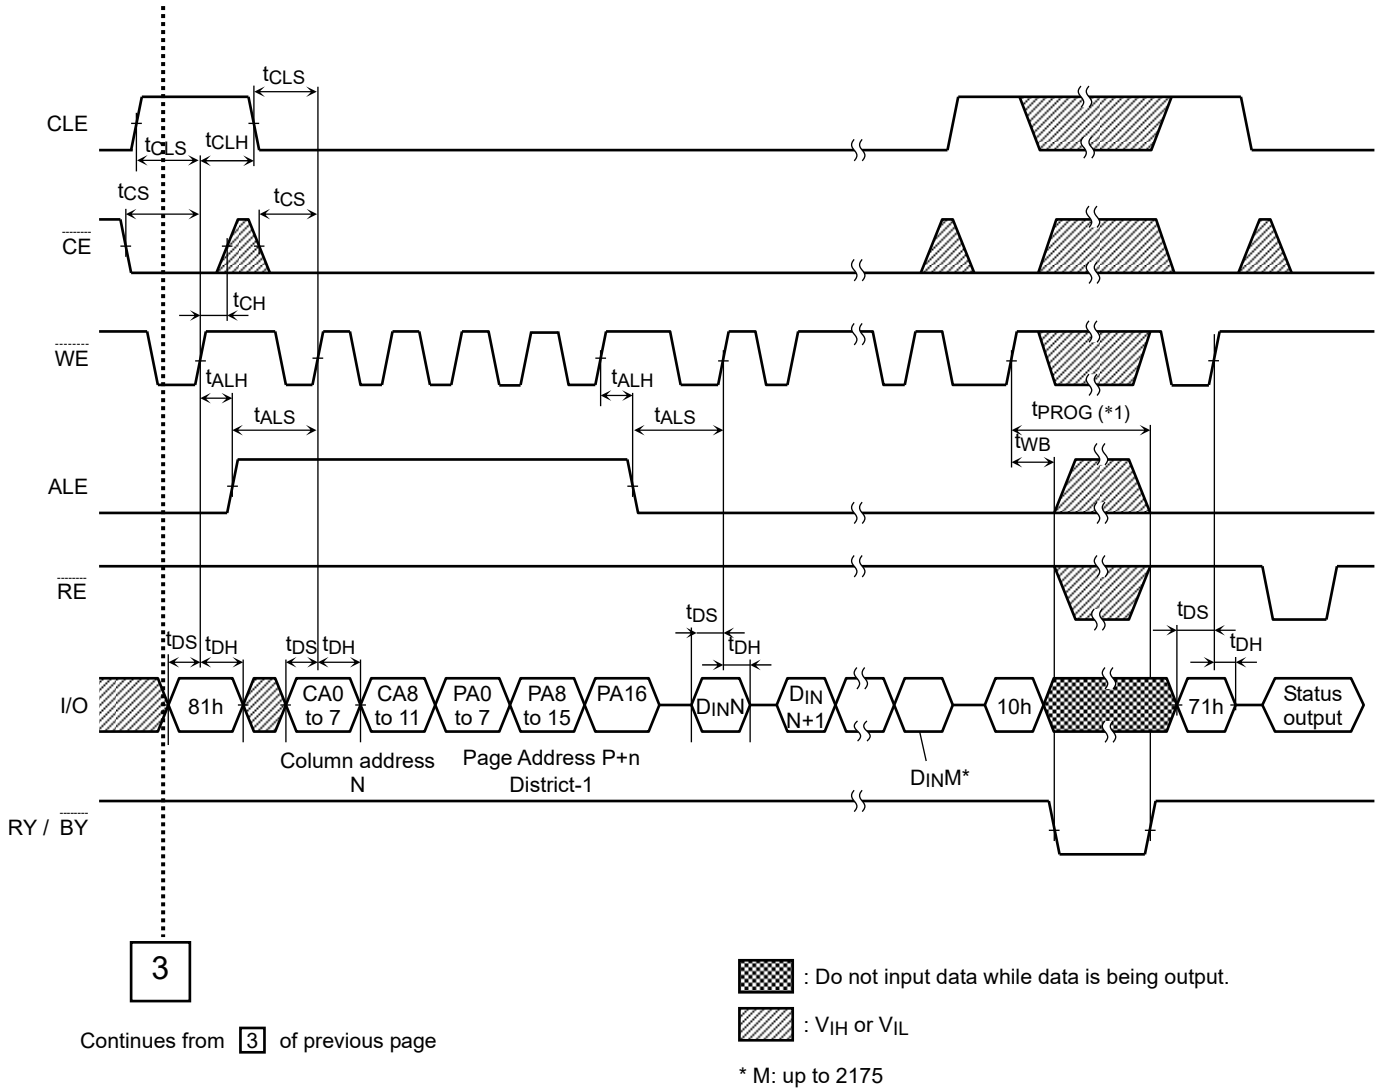 tCLS
CLE
tCLS
tCLH
tCS
tCS
CE
tCH
WE
tALH
tALH
tALS
tALS
tPROG (*1)
tWB
ALE
RE
tDS
tDH
tDS
tDH
tDS
tDH
tDS
tDH
I/O
81h
CA0 to 7
CA8 to 11
PA0 to 7
PA8 to 15
PA16
DINN
DIN N+1
10h
71h
Status output
Column address N
Page Address P+n District-1
DINM*
RY / BY
3
: Do not input data while data is being output.
: VIH or VIL
Continues from 3 of previous page
* M: up to 2175